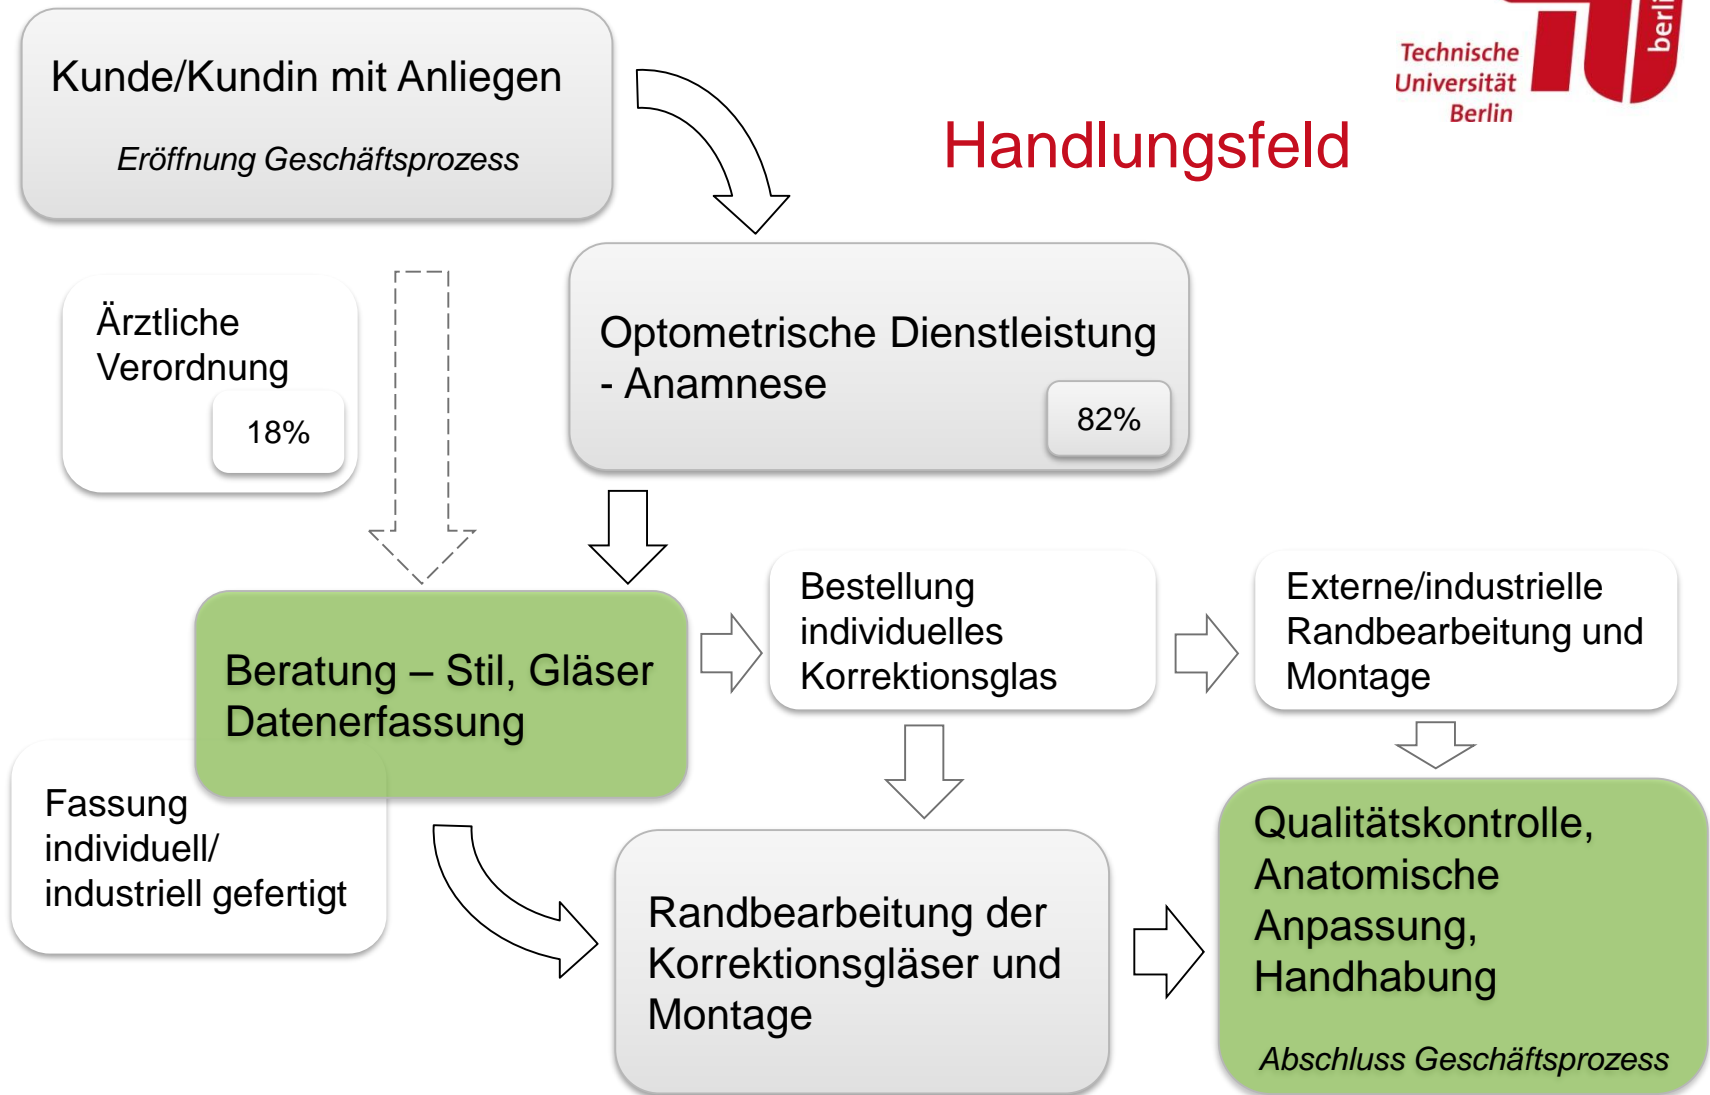 Kunde/Kundin mit Anliegen
Eröffnung Geschäftsprozess
Technische
Universität
Berlin
berlin
Handlungsfeld
Ärztliche
Verordnung
18%
Optometrische Dienstleistung
- Anamnese
82%
Beratung – Stil, Gläser
Datenerfassung
Bestellung
individuelles
Korrektionsglas
Externe/industrielle
Randbearbeitung und
Montage
Fassung
individuell/
industriell gefertigt
Randbearbeitung der
Korrektionsgläser und
Montage
Qualitätskontrolle,
Anatomische
Anpassung,
Handhabung
Abschluss Geschäftsprozess